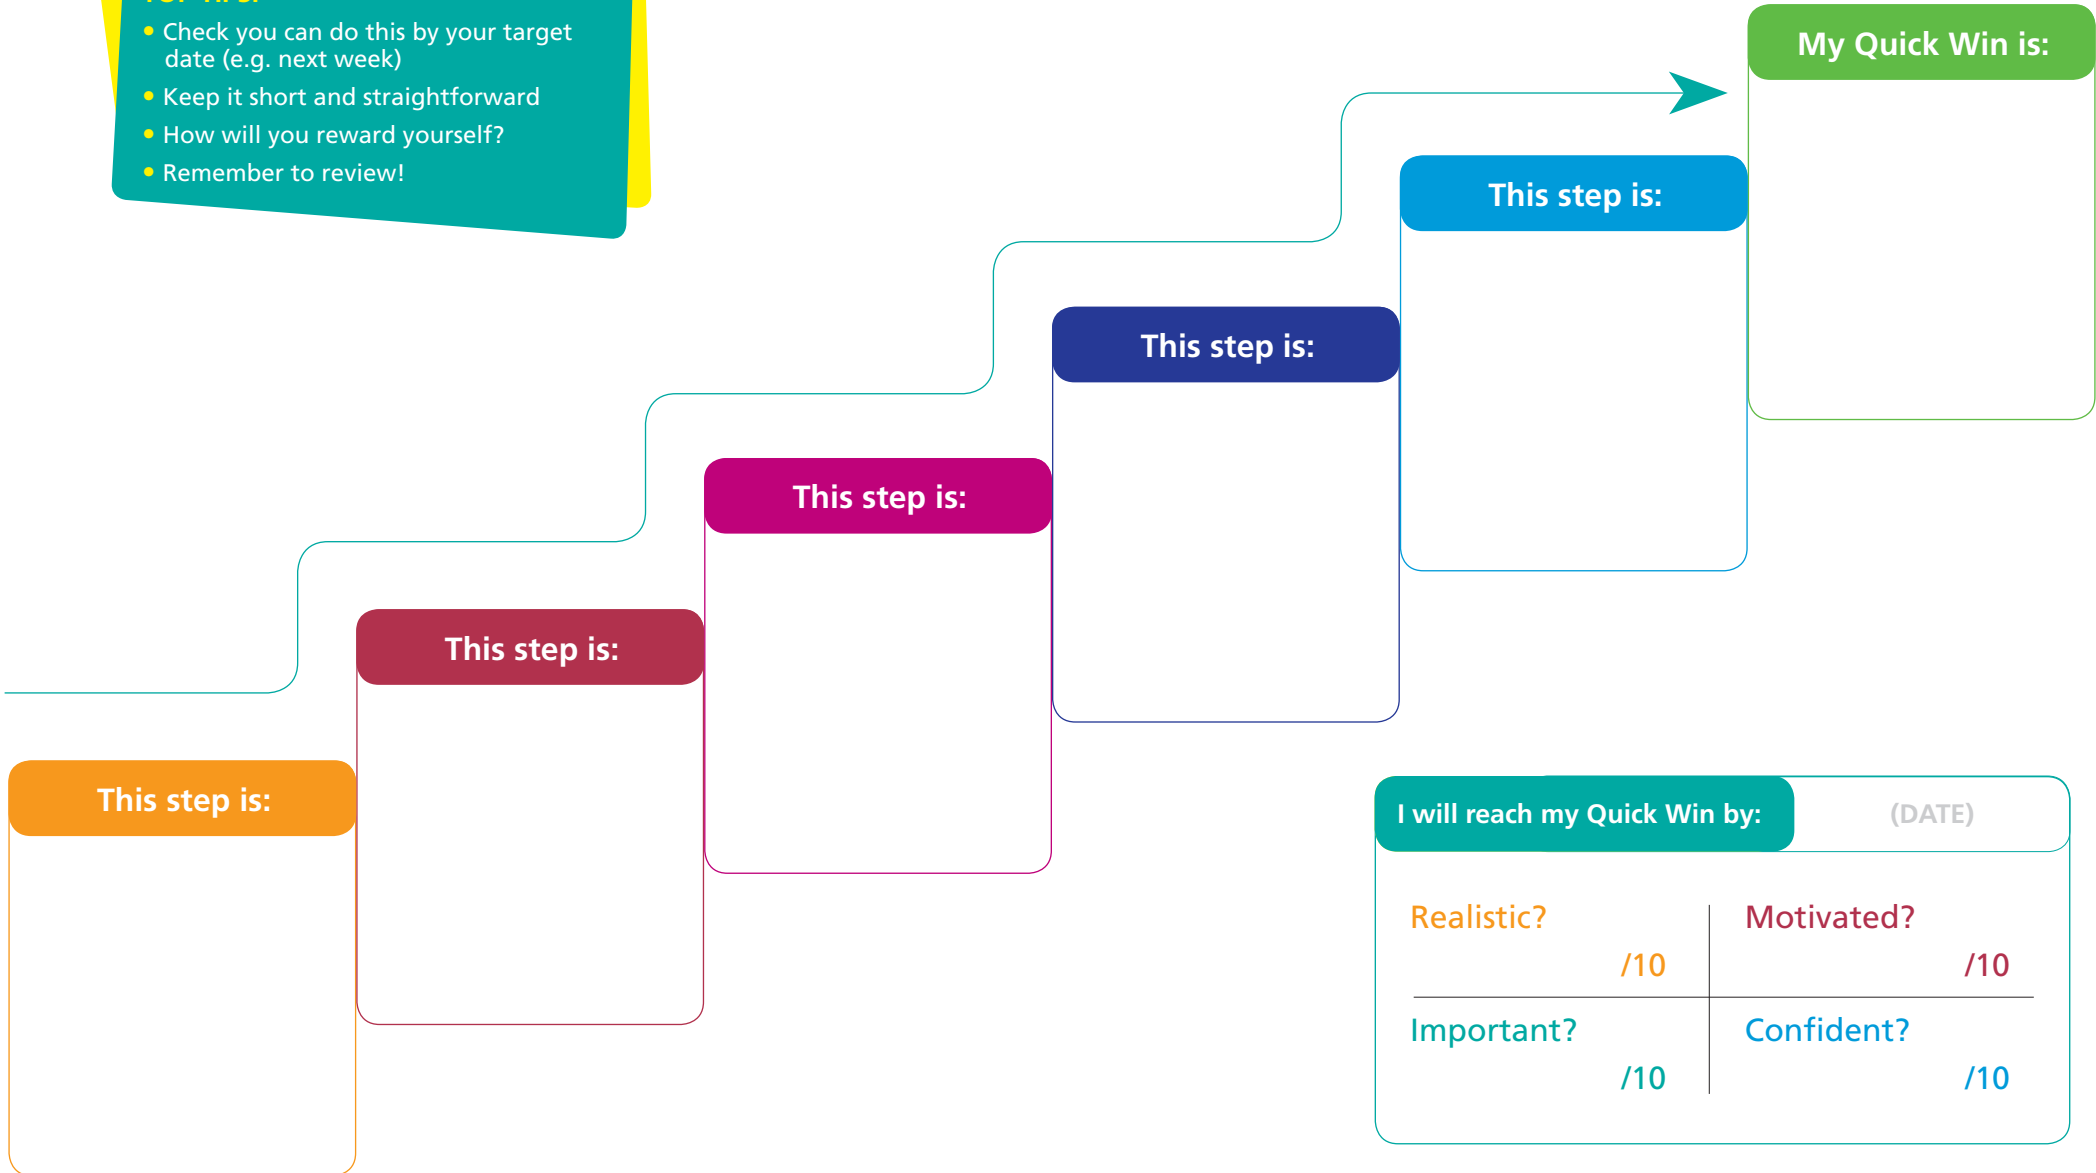 • Check you can do this by your target
date (e.g. next week)
• Keep it short and straightforward
• How will you reward yourself?
• Remember to review!
My Quick Win is:
This step is:
This step is:
This step is:
This step is:
This step is:
I will reach my Quick Win by: (DATE)
Realistic? Motivated?
/10 /10
Important? Confident?
/10 /10